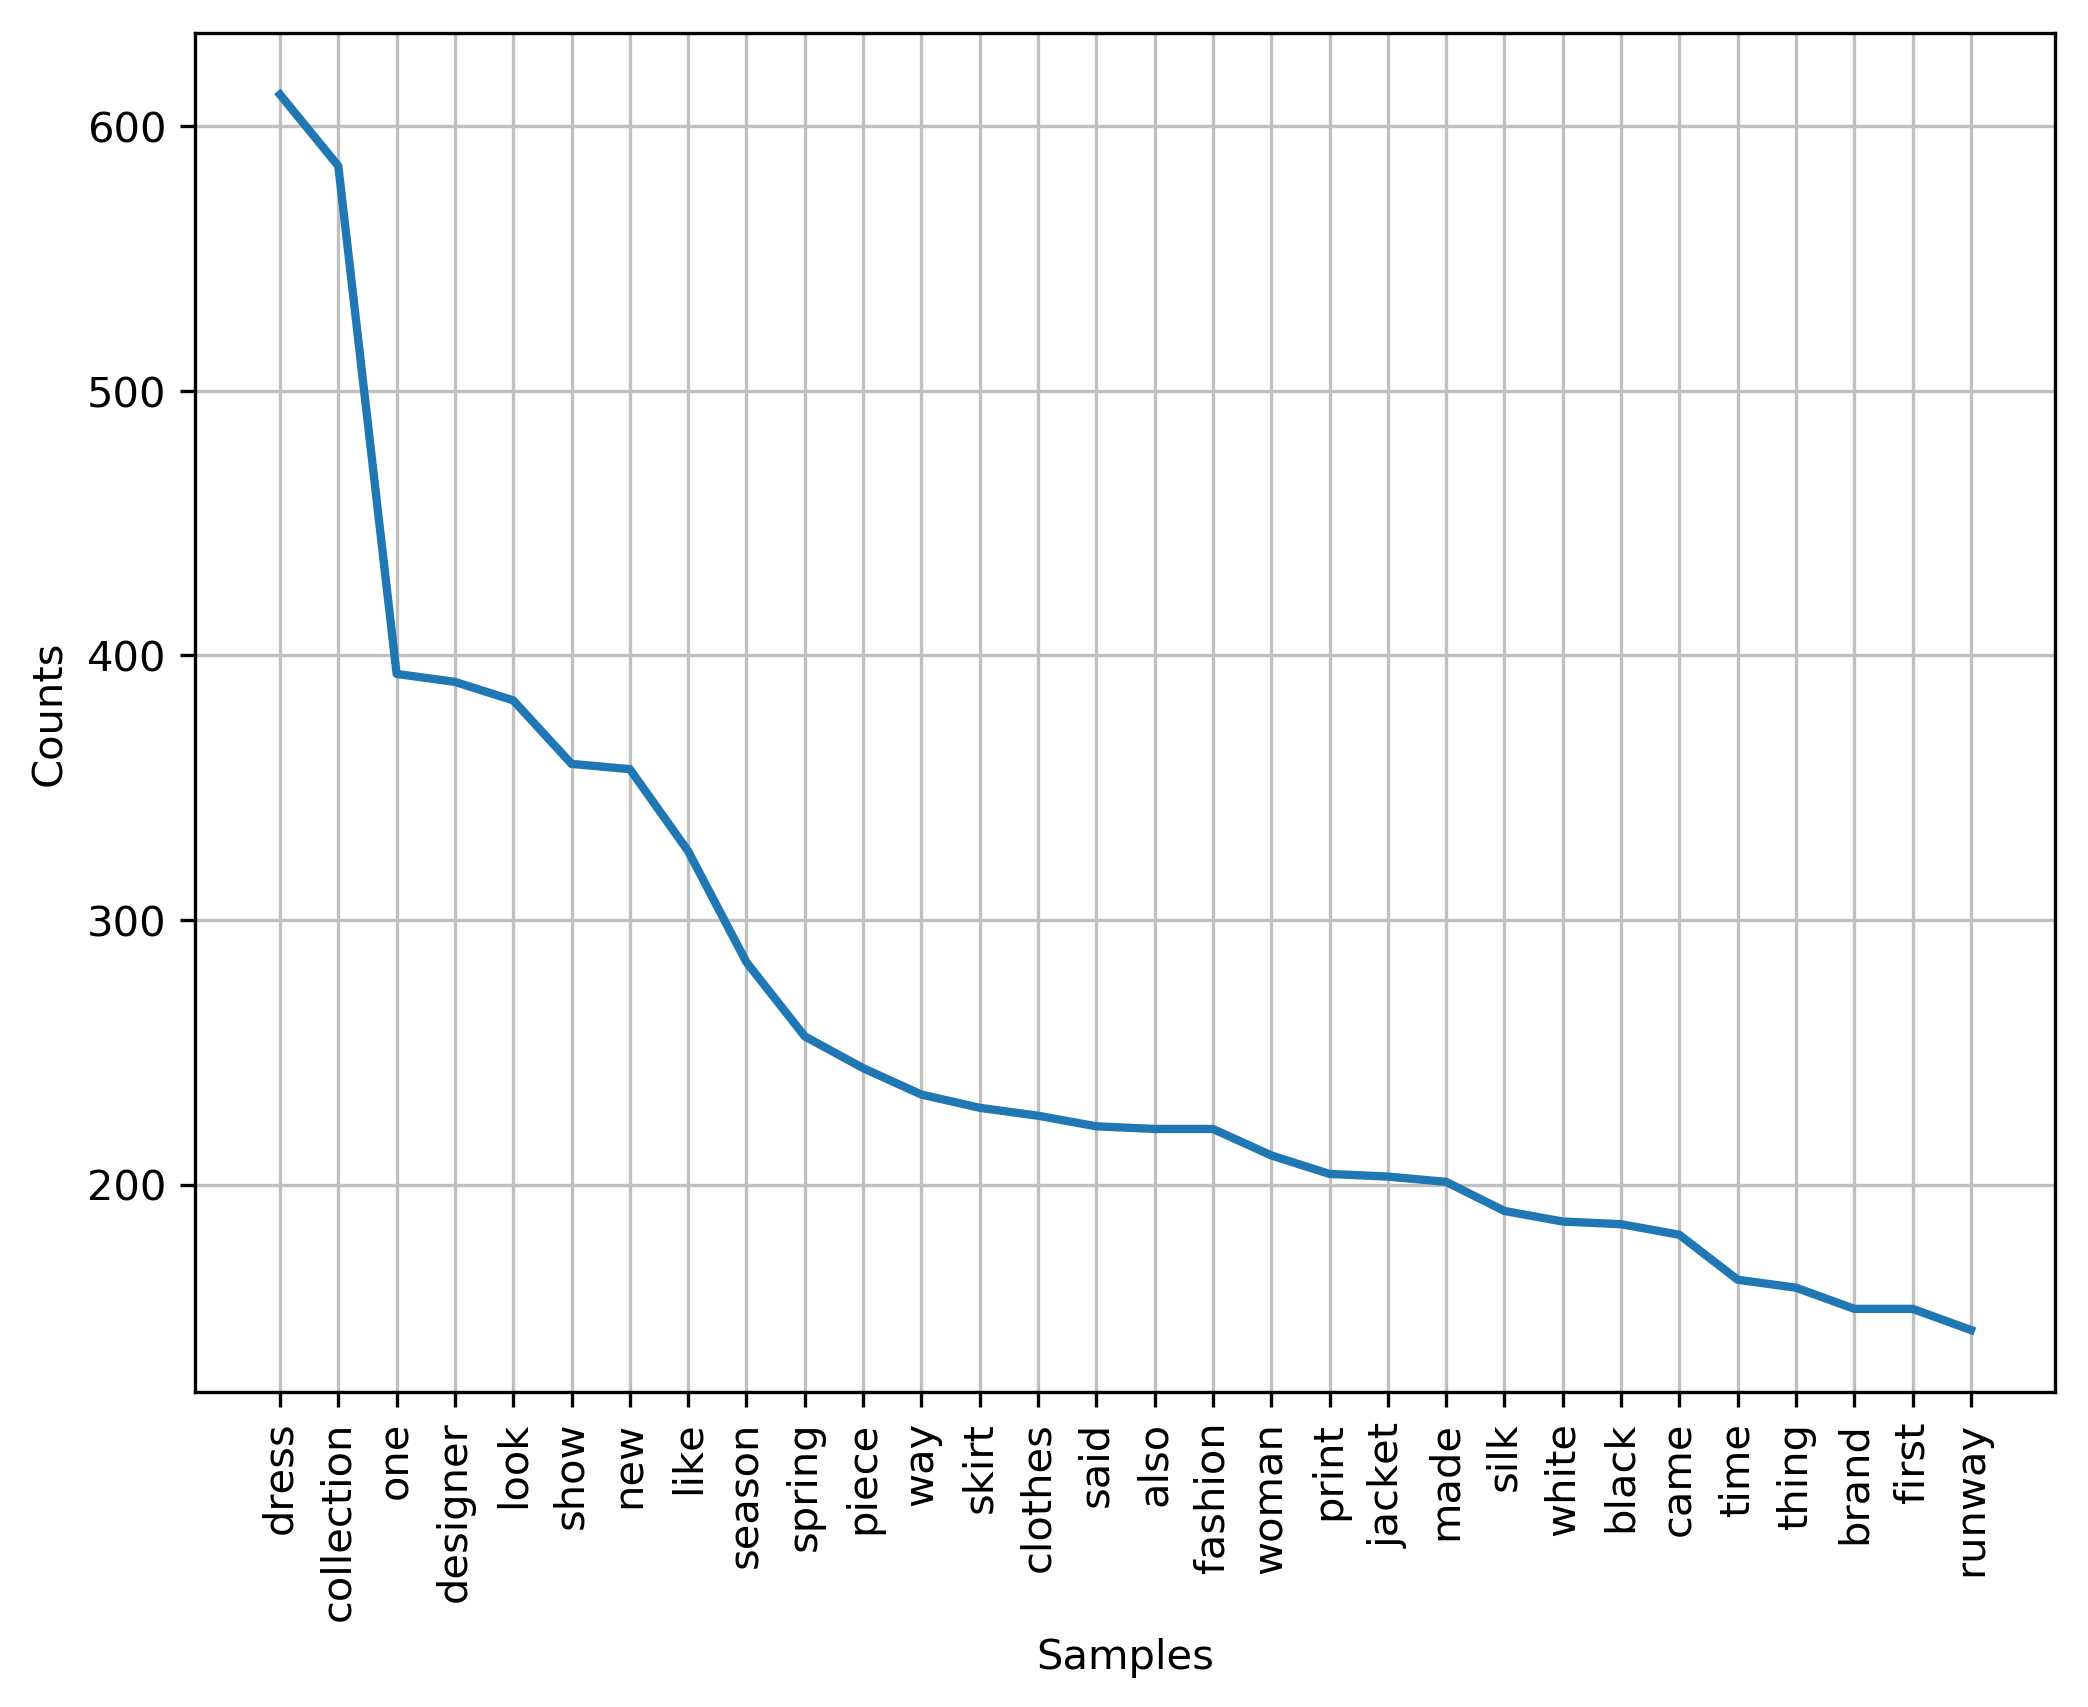 600
500
400
300
200
Counts
dress
collection
one
designer
look
show
new
like
season
spring
piece
way
skirt
clothes
said
also
fashion
woman
print
jacket
made
silk
white
black
came
time
thing
brand
first
runway
Samples